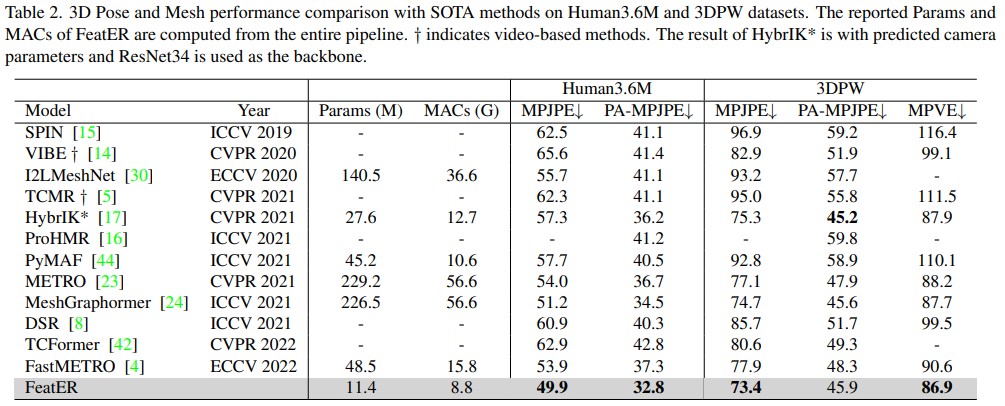 Table 2. 3D Pose and Mesh performance comparison with SOTA methods on Human3.6M and 3DPW datasets. The reported Params and
MACs of FeatER are computed from the entire pipeline. † indicates video-based methods. The result of HybrIK* is with predicted camera
parameters and ResNet34 is used as the backbone.
Human3.6M 3DPW
Model Year Params (M) MACs (G) MPJPE↓ PA-MPJPE↓ MPJPE↓ PA-MPJPE↓ MPVE↓
SPIN [15] ICCV 2019 - - 62.5 41.1 96.9 59.2 116.4
VIBE † [14] CVPR 2020 - - 65.6 41.4 82.9 51.9 99.1
I2LMeshNet [30] ECCV 2020 140.5 36.6 55.7 41.1 93.2 57.7 -
TCMR † [5] CVPR 2021 - - 62.3 41.1 95.0 55.8 111.5
HybrIK* [17] CVPR 2021 27.6 12.7 57.3 36.2 75.3 45.2 87.9
ProHMR [16] ICCV 2021 - - - 41.2 - 59.8 -
PyMAF [44] ICCV 2021 45.2 10.6 57.7 40.5 92.8 58.9 110.1
METRO [23] CVPR 2021 229.2 56.6 54.0 36.7 77.1 47.9 88.2
MeshGraphormer [24] ICCV 2021 226.5 56.6 51.2 34.5 74.7 45.6 87.7
DSR [8] ICCV 2021 - - 60.9 40.3 85.7 51.7 99.5
TCFormer [42] CVPR 2022 - - 62.9 42.8 80.6 49.3 -
FastMETRO [4] ECCV 2022 48.5 15.8 53.9 37.3 77.9 48.3 90.6
FeatER 11.4 8.8 49.9 32.8 73.4 45.9 86.9